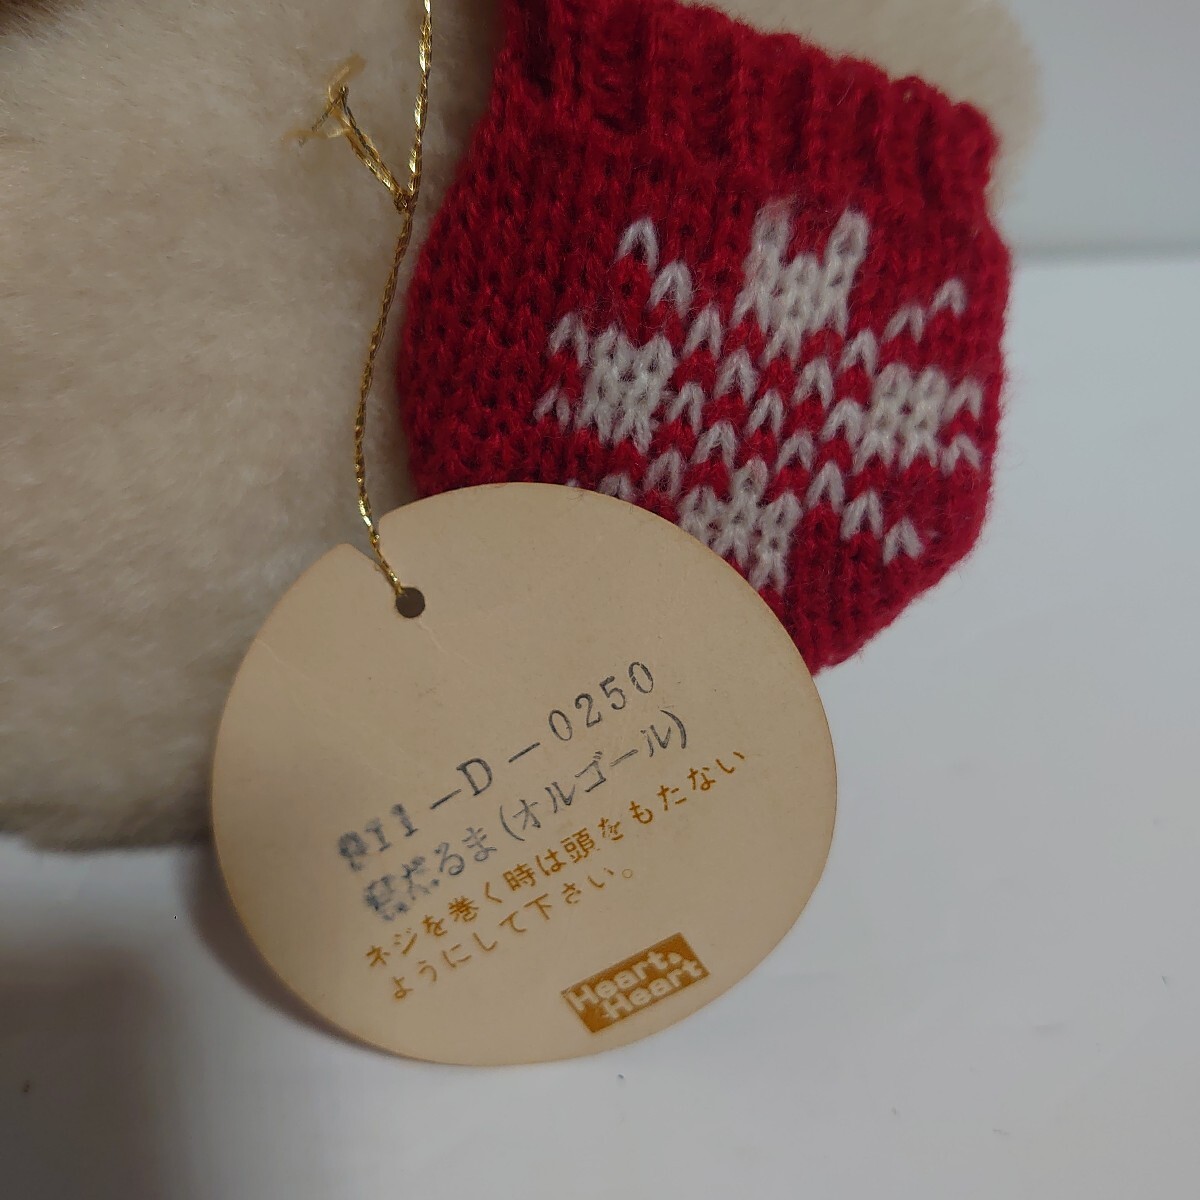 911-D-0250
るま(オルゴール)
ネジを巻く時は頭をもたない
ようにして下さい。
Heart &
Heart